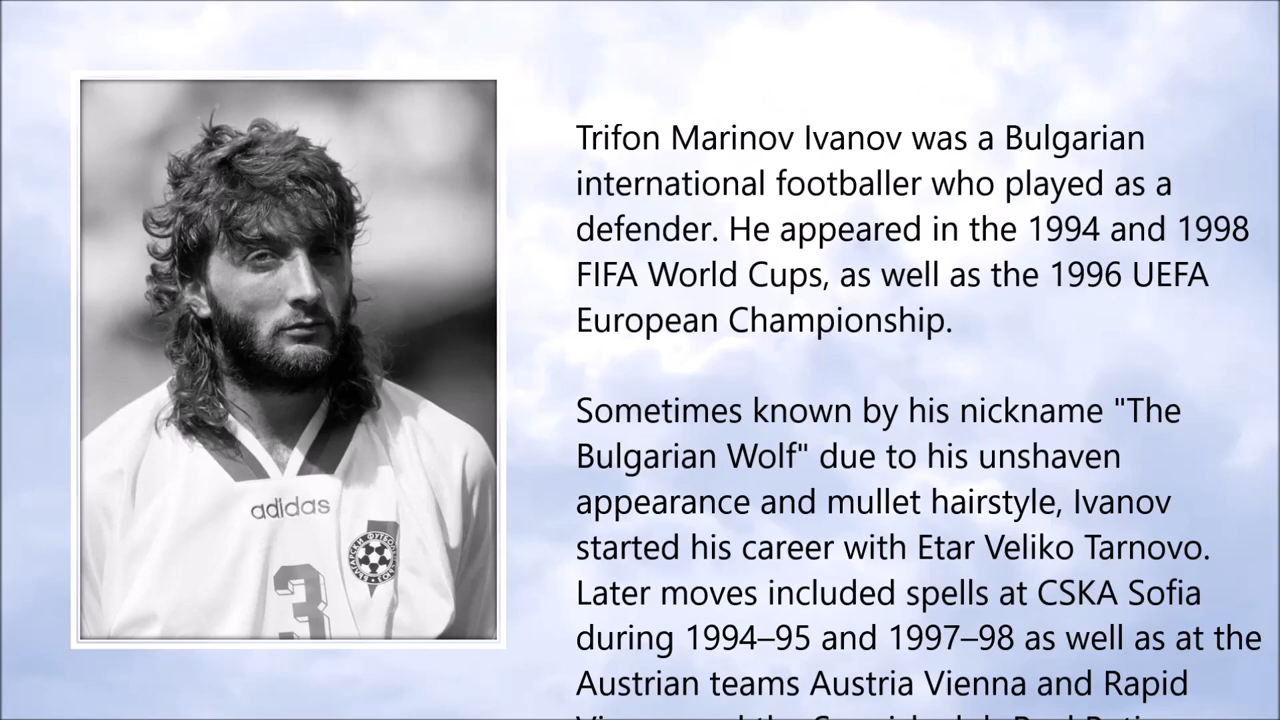 Trifon Marinov Ivanov was a Bulgarian
international footballer who played as a
defender. He appeared in the 1994 and 1998
FIFA World Cups, as well as the 1996 UEFA
European Championship.
Sometimes known by his nickname "The
Bulgarian Wolf" due to his unshaven
appearance and mullet hairstyle, Ivanov
started his career with Etar Veliko Tarnovo.
Later moves included spells at CSKA Sofia
during 1994–95 and 1997–98 as well as at the
Austrian teams Austria Vienna and Rapid
adidas
3